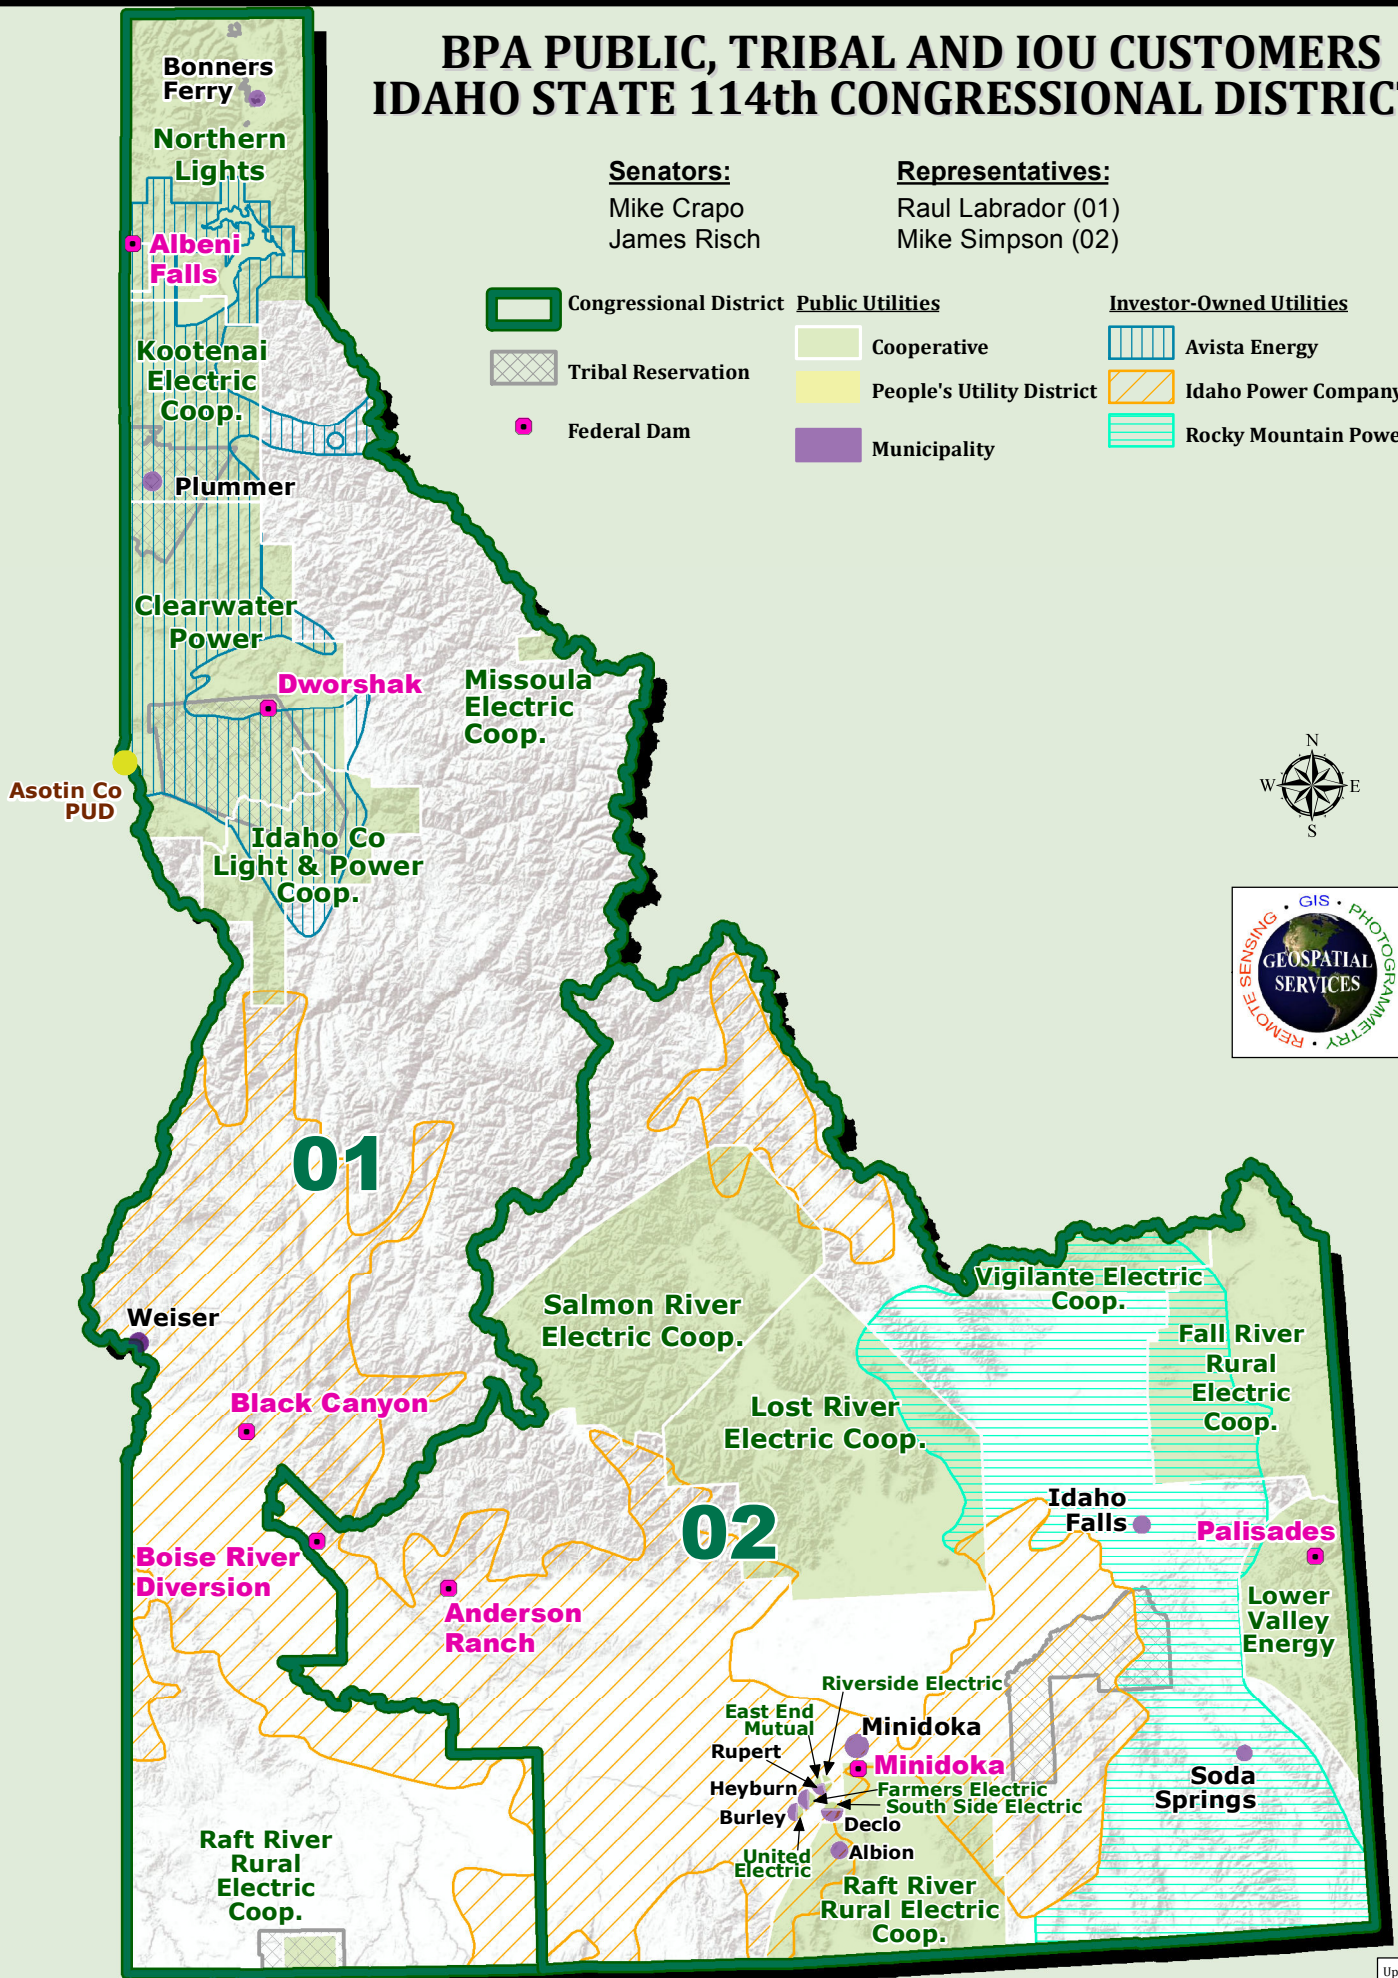 BPA PUBLIC, TRIBAL AND IOU CUSTOMERS
IDAHO STATE 114th CONGRESSIONAL DISTRICT
Senators:
Mike Crapo
James Risch
Representatives:
Raul Labrador (01)
Mike Simpson (02)
Congressional District
Tribal Reservation
Federal Dam
Public Utilities
Cooperative
People's Utility District
Municipality
Investor-Owned Utilities
Avista Energy
Idaho Power Company
Rocky Mountain Powe
Bonners
Ferry
Northern
Lights
Albeni
Falls
Kootenai
Electric
Coop.
Plummer
Clearwater
Power
Dworshak
Missoula
Electric
Coop.
Asotin Co
PUD
Idaho Co
Light & Power
Coop.
N
W
E
S
REMOTE SENSING • GIS • PHOTOGRAMMETRY •
GEOSPATIAL
SERVICES
01
Weiser
Salmon River
Electric Coop.
Vigilante Electric
Coop.
Fall River
Rural
Electric
Coop.
Black Canyon
Lost River
Electric Coop.
02
Idaho
Falls
Palisades
Boise River
Diversion
Anderson
Ranch
Lower
Valley
Energy
Riverside Electric
East End
Mutual
Minidoka
Rupert
Minidoka
Heyburn
Farmers Electric
South Side Electric
Burley
Declo
United
Electric
Albion
Soda
Springs
Raft River
Rural
Electric
Coop.
Raft River
Rural Electric
Coop.
Up